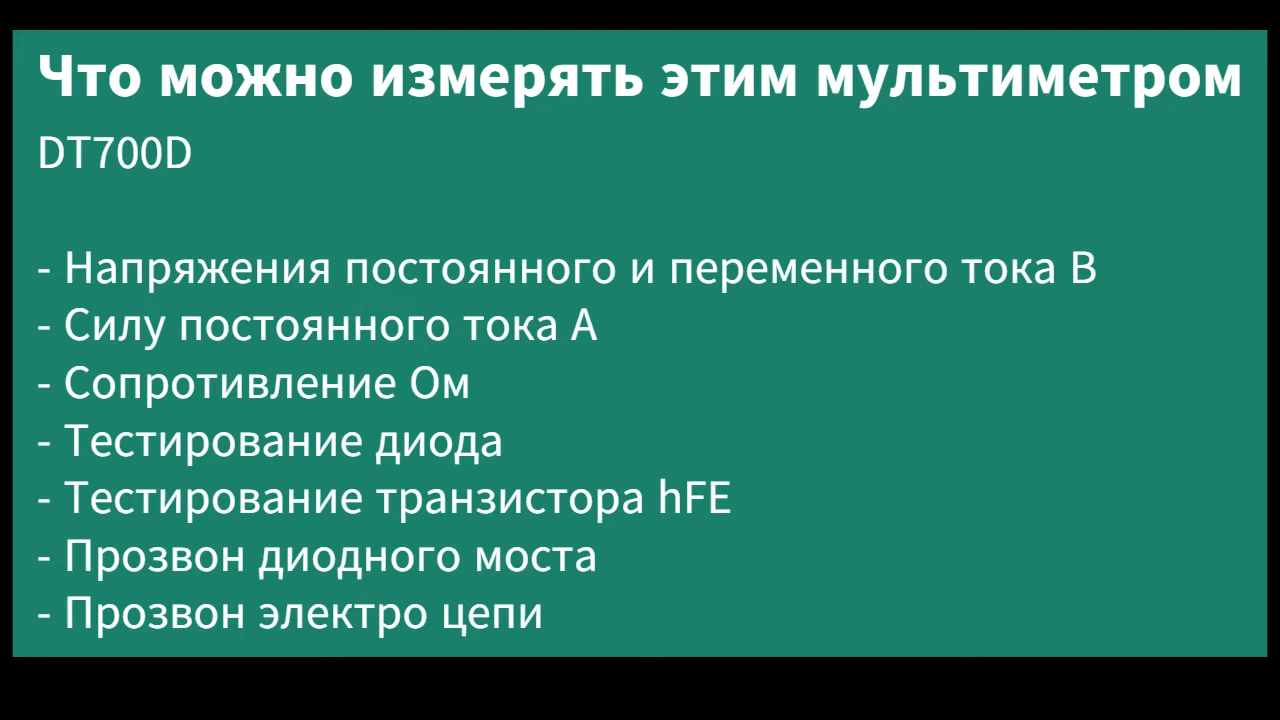 Что можно измерять этим мультиметром
DT700D
- Напряжения постоянного и переменного тока В
- Силу постоянного тока А
- Сопротивление Ом
- Тестирование диода
- Тестирование транзистора hFE
- Прозвон диодного моста
- Прозвон электро цепи